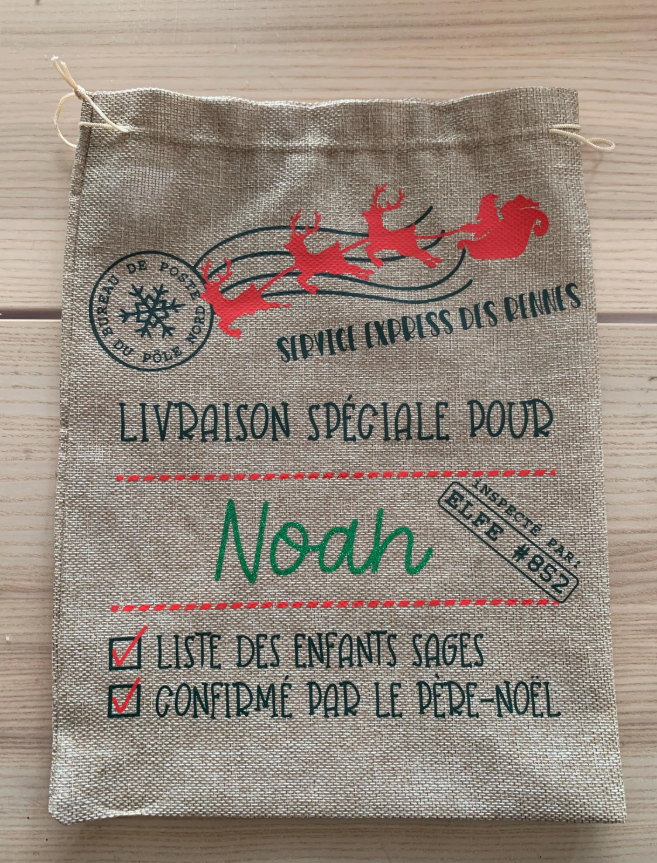 BUREAU DE POSTE
DU PÔLE NORD
SERVICE EXPRESS DES RENNES
LIVRAISON SPÉCIALE POUR
Noah
INSPECTÉ PAR:
ELFE #852
LISTE DES ENFANTS SAGES
CONFIRMÉ PAR LE PÈRE-NOËL